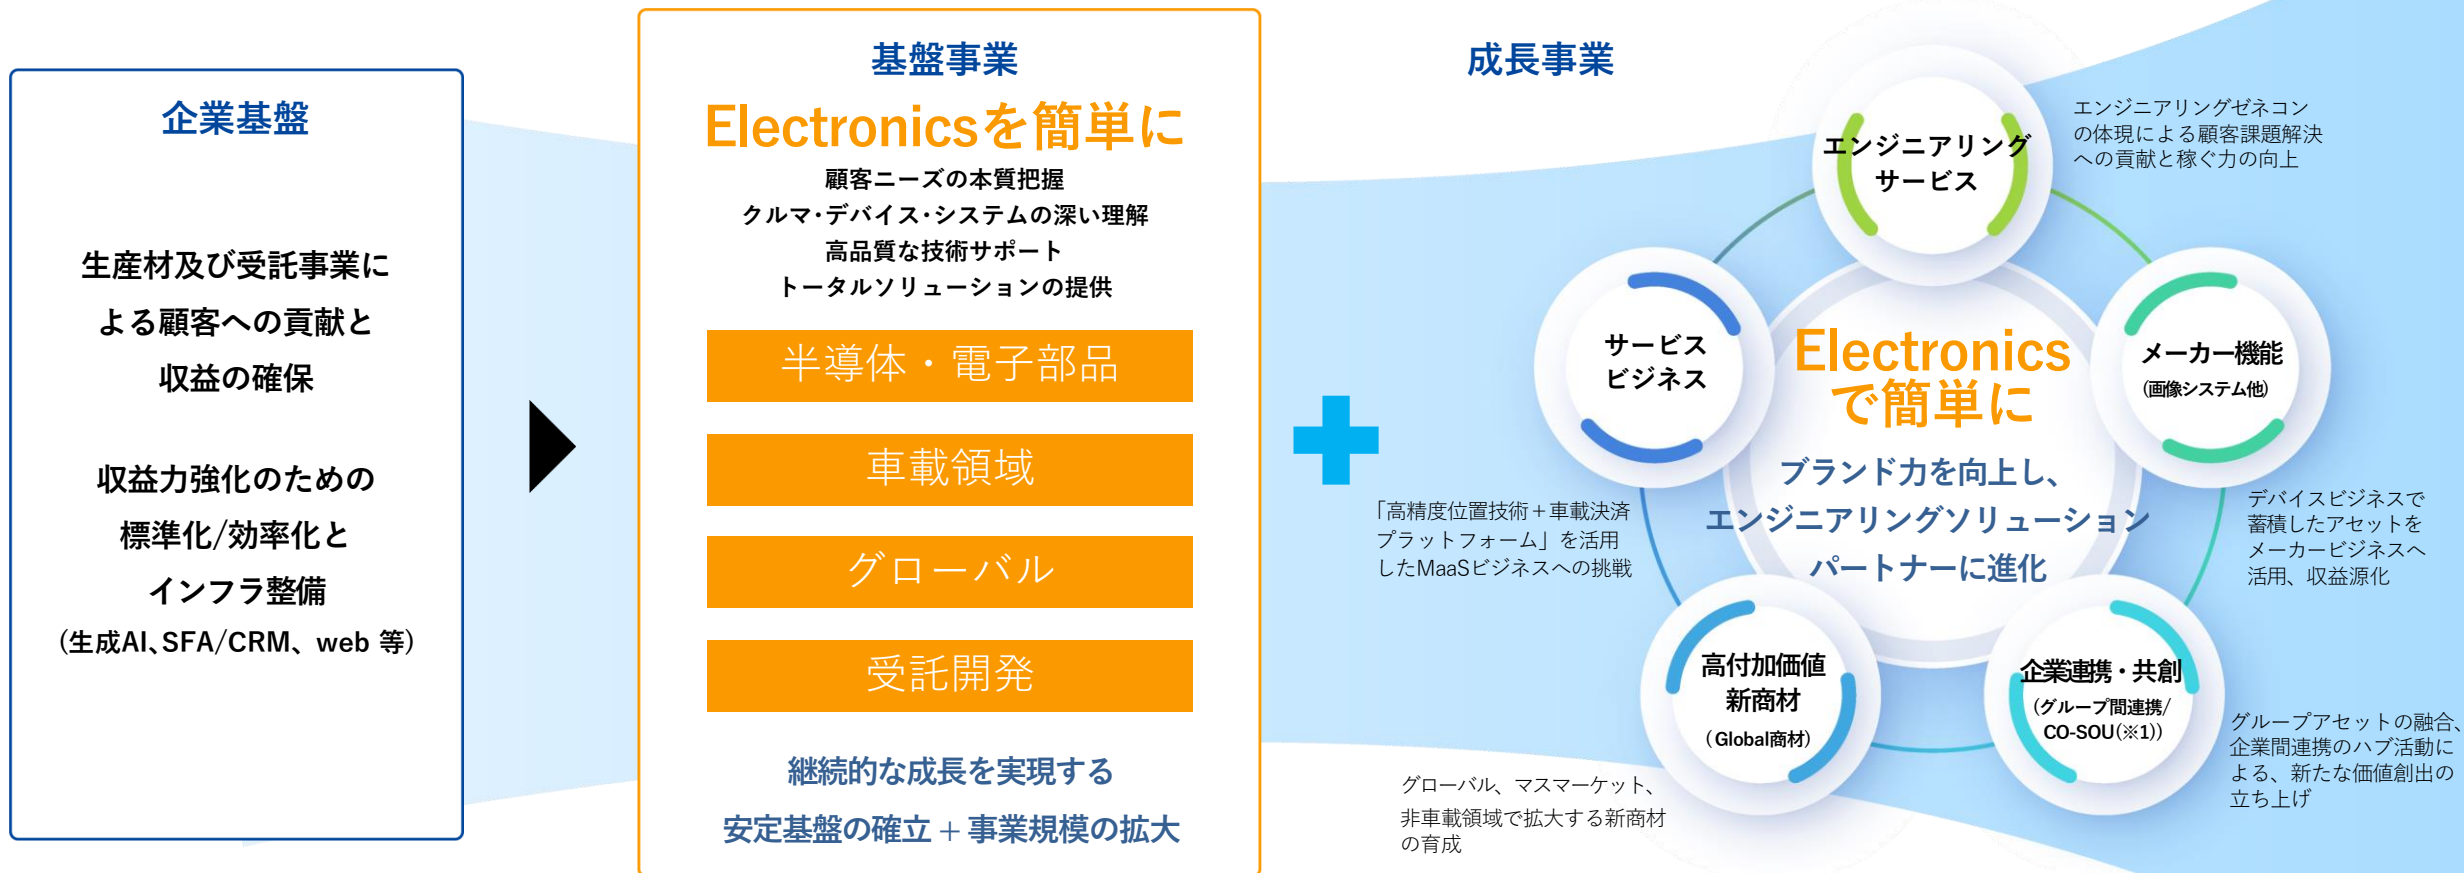 企業基盤
生産材及び受託事業に
よる顧客への貢献と
収益の確保
収益力強化のための
標準化/効率化と
インフラ整備
(生成AI、SFA/CRM、web 等)
基盤事業
Electronicsを簡単に
顧客ニーズの本質把握
クルマ・デバイス・システムの深い理解
高品質な技術サポート
トータルソリューションの提供
半導体・電子部品
車載領域
グローバル
受託開発
継続的な成長を実現する
安定基盤の確立＋事業規模の拡大
成長事業
エンジニアリング
サービス
エンジニアリングゼネコン
の体現による顧客課題解決
への貢献と稼ぐ力の向上
サービス
ビジネス
「高精度位置技術＋車載決済
プラットフォーム」を活用
したMaaSビジネスへの挑戦
Electronics
で簡単に
ブランド力を向上し、
エンジニアリングソリューション
パートナーに進化
メーカー機能
(画像システム他)
デバイスビジネスで
蓄積したアセットを
メーカービジネスへ
活用、収益源化
高付加価値
新商材
(Global商材)
グローバル、マスマーケット、
非車載領域で拡大する新商材
の育成
企業連携・共創
(グループ間連携/
CO-SOU(※1))
グループアセットの融合、
企業間連携のハブ活動に
よる、新たな価値創出の
立ち上げ